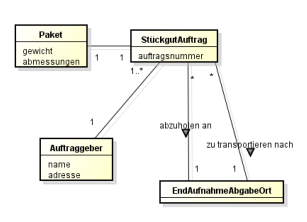 Paket
gewicht
abmessungen
StückgutAuftrag
auftragsnummer
1
1
1..*
*
*
1
abzuholen an
zu transportieren nach
Auftraggeber
name
adresse
1
1
EndAufnahmeAbgabeOrt